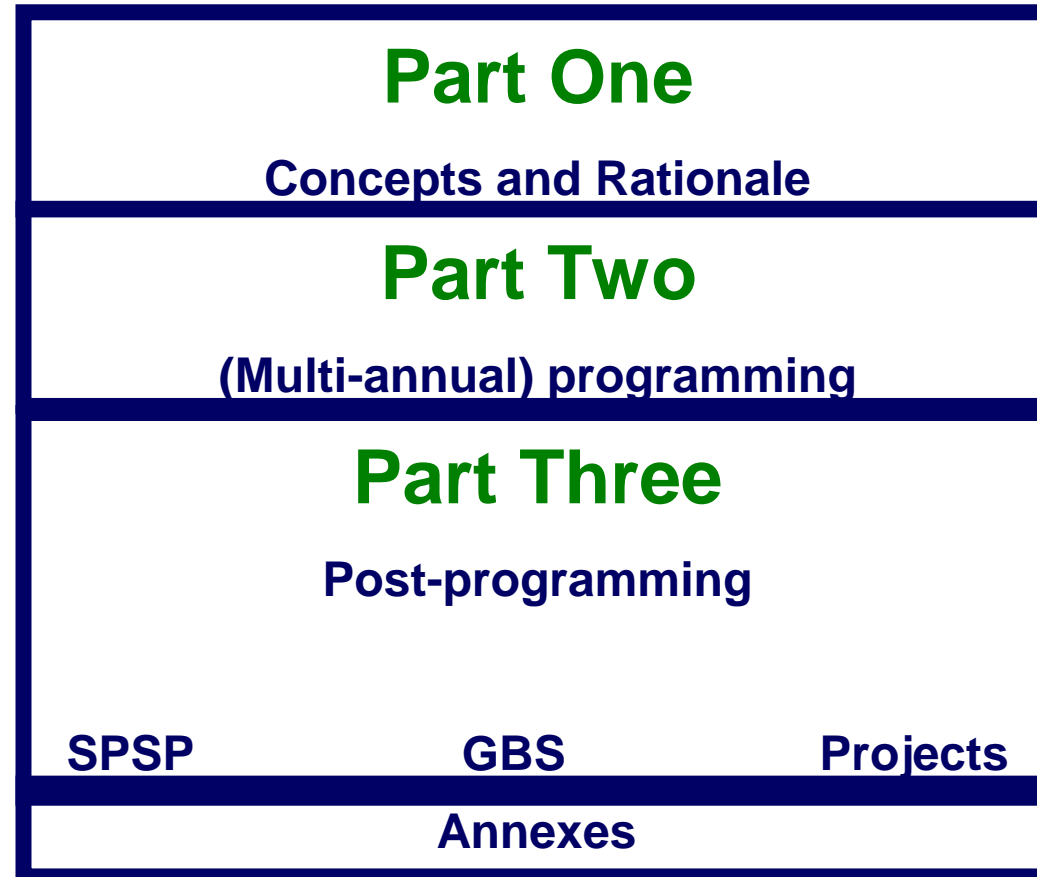 Part One
Concepts and Rationale
Part Two
(Multi-annual) programming
Part Three
Post-programming
SPSP GBS Projects
Annexes